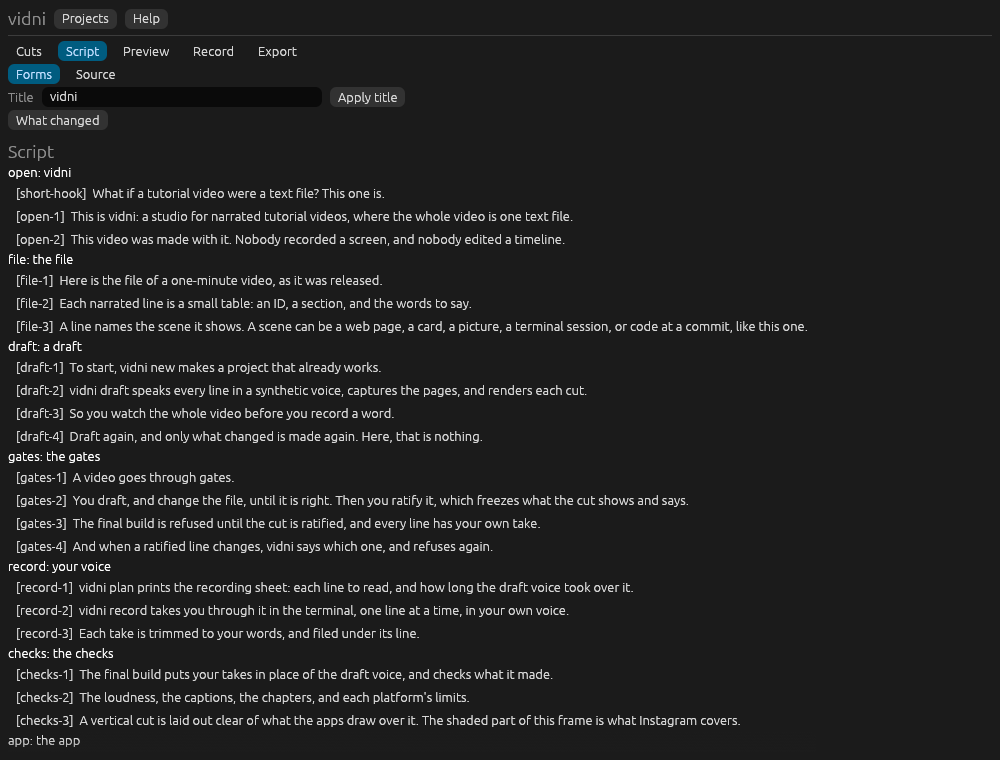 vidni Projects Help
Cuts Script Preview Record Export
Forms Source
Title vidni Apply title
What changed
Script
open: vidni
[short-hook] What if a tutorial video were a text file? This one is.
[open-1] This is vidni: a studio for narrated tutorial videos, where the whole video is one text file.
[open-2] This video was made with it. Nobody recorded a screen, and nobody edited a timeline.
file: the file
[file-1] Here is the file of a one-minute video, as it was released.
[file-2] Each narrated line is a small table: an ID, a section, and the words to say.
[file-3] A line names the scene it shows. A scene can be a web page, a card, a picture, a terminal session, or code at a commit, like this one.
draft: a draft
[draft-1] To start, vidni new makes a project that already works.
[draft-2] vidni draft speaks every line in a synthetic voice, captures the pages, and renders each cut.
[draft-3] So you watch the whole video before you record a word.
[draft-4] Draft again, and only what changed is made again. Here, that is nothing.
gates: the gates
[gates-1] A video goes through gates.
[gates-2] You draft, and change the file, until it is right. Then you ratify it, which freezes what the cut shows and says.
[gates-3] The final build is refused until the cut is ratified, and every line has your own take.
[gates-4] And when a ratified line changes, vidni says which one, and refuses again.
record: your voice
[record-1] vidni plan prints the recording sheet: each line to read, and how long the draft voice took over it.
[record-2] vidni record takes you through it in the terminal, one line at a time, in your own voice.
[record-3] Each take is trimmed to your words, and filed under its line.
checks: the checks
[checks-1] The final build puts your takes in place of the draft voice, and checks what it made.
[checks-2] The loudness, the captions, the chapters, and each platform's limits.
[checks-3] A vertical cut is laid out clear of what the apps draw over it. The shaded part of this frame is what Instagram covers.
app: the app